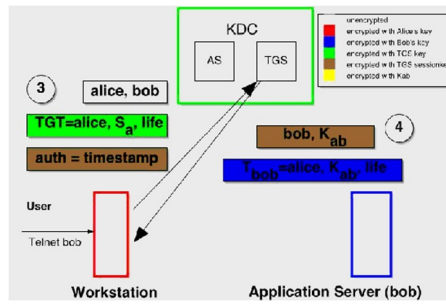 KDC
AS
TGS
unencrypted
encrypted with Alice's key
encrypted with Bob's key
encrypted with TGS key
encrypted with TGS sessionkey
encrypted with Kab
3
alice, bob
TGT=alice, Sa, life
auth = timestamp
4
bob, Kab
Tbob=alice, Kab, life
User
Telnet bob
Workstation
Application Server (bob)